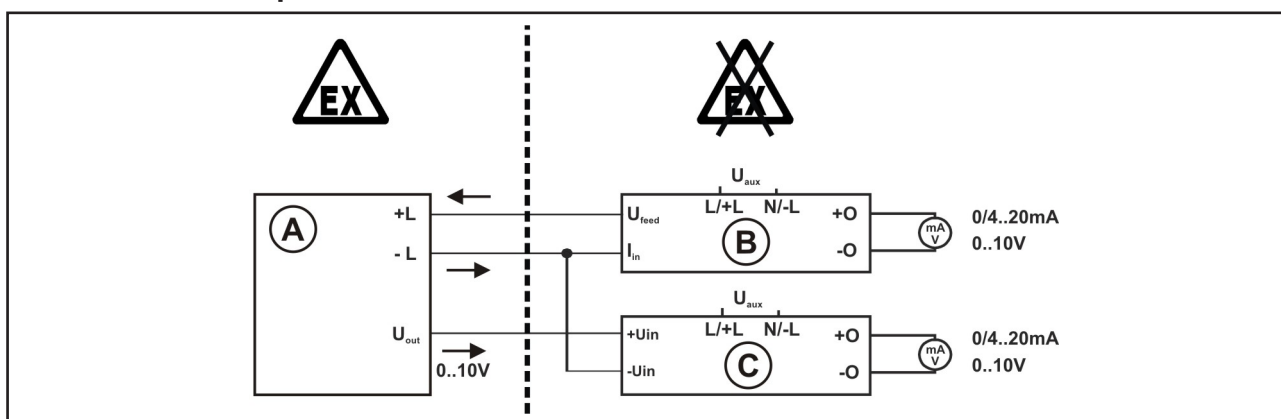 EX
EX
A
+L
- L
Uout
0..10V
Uaux
L/+L N/-L
Ufeed
Iin
B
+O
-O
mA
V
0/4..20mA
0..10V
Uaux
L/+L N/-L
+Uin
-Uin
C
+O
-O
mA
V
0/4..20mA
0..10V